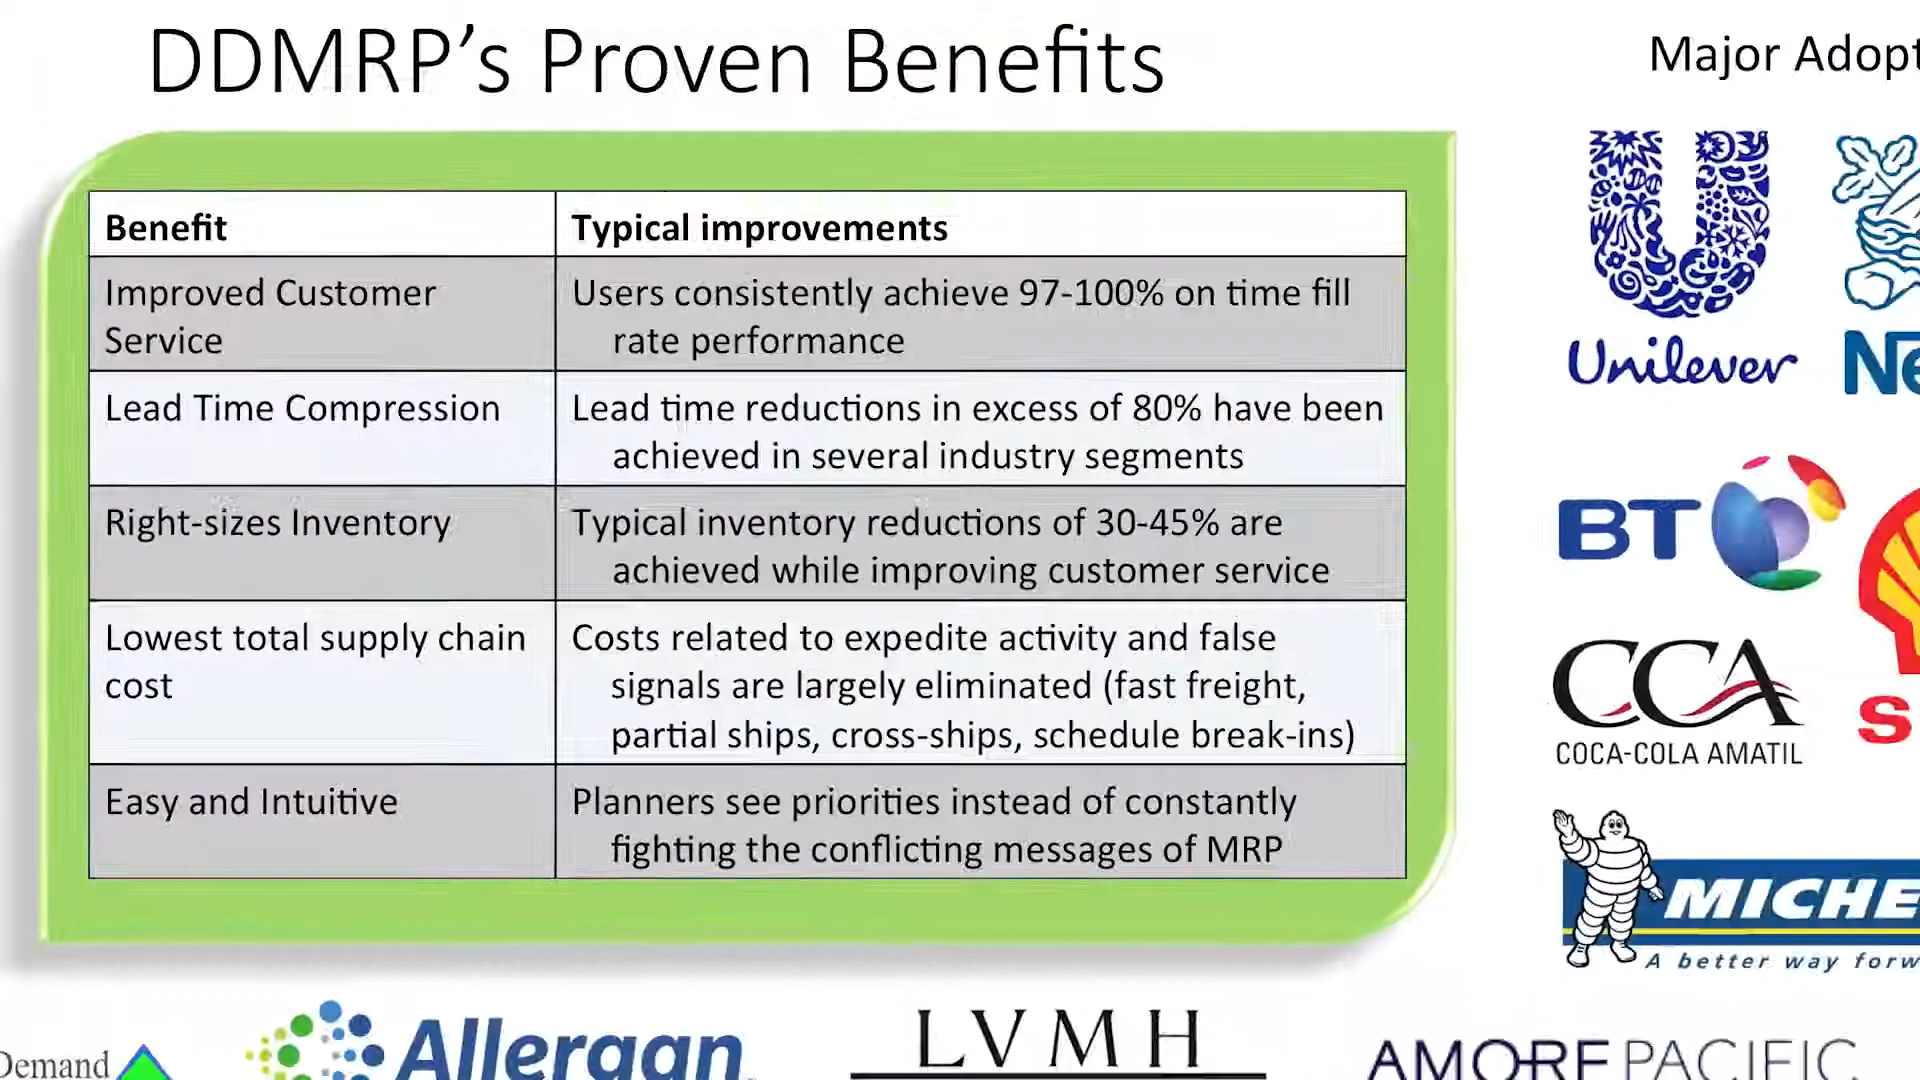 DDMRP's Proven Benefits
Major Adopt
Benefit
Typical improvements
Improved Customer
Service
Users consistently achieve 97-100% on time fill
rate performance
Lead Time Compression
Lead time reductions in excess of 80% have been
achieved in several industry segments
Right-sizes Inventory
Typical inventory reductions of 30-45% are
achieved while improving customer service
Lowest total supply chain
cost
Costs related to expedite activity and false
signals are largely eliminated (fast freight,
partial ships, cross-ships, schedule break-ins)
Easy and Intuitive
Planners see priorities instead of constantly
fighting the conflicting messages of MRP
Unilever
Ne
BT
CCA
COCA-COLA AMATIL
S
MICHE
A better way forw
Demand
Allergan
LVMH
AMOREPACIFIC